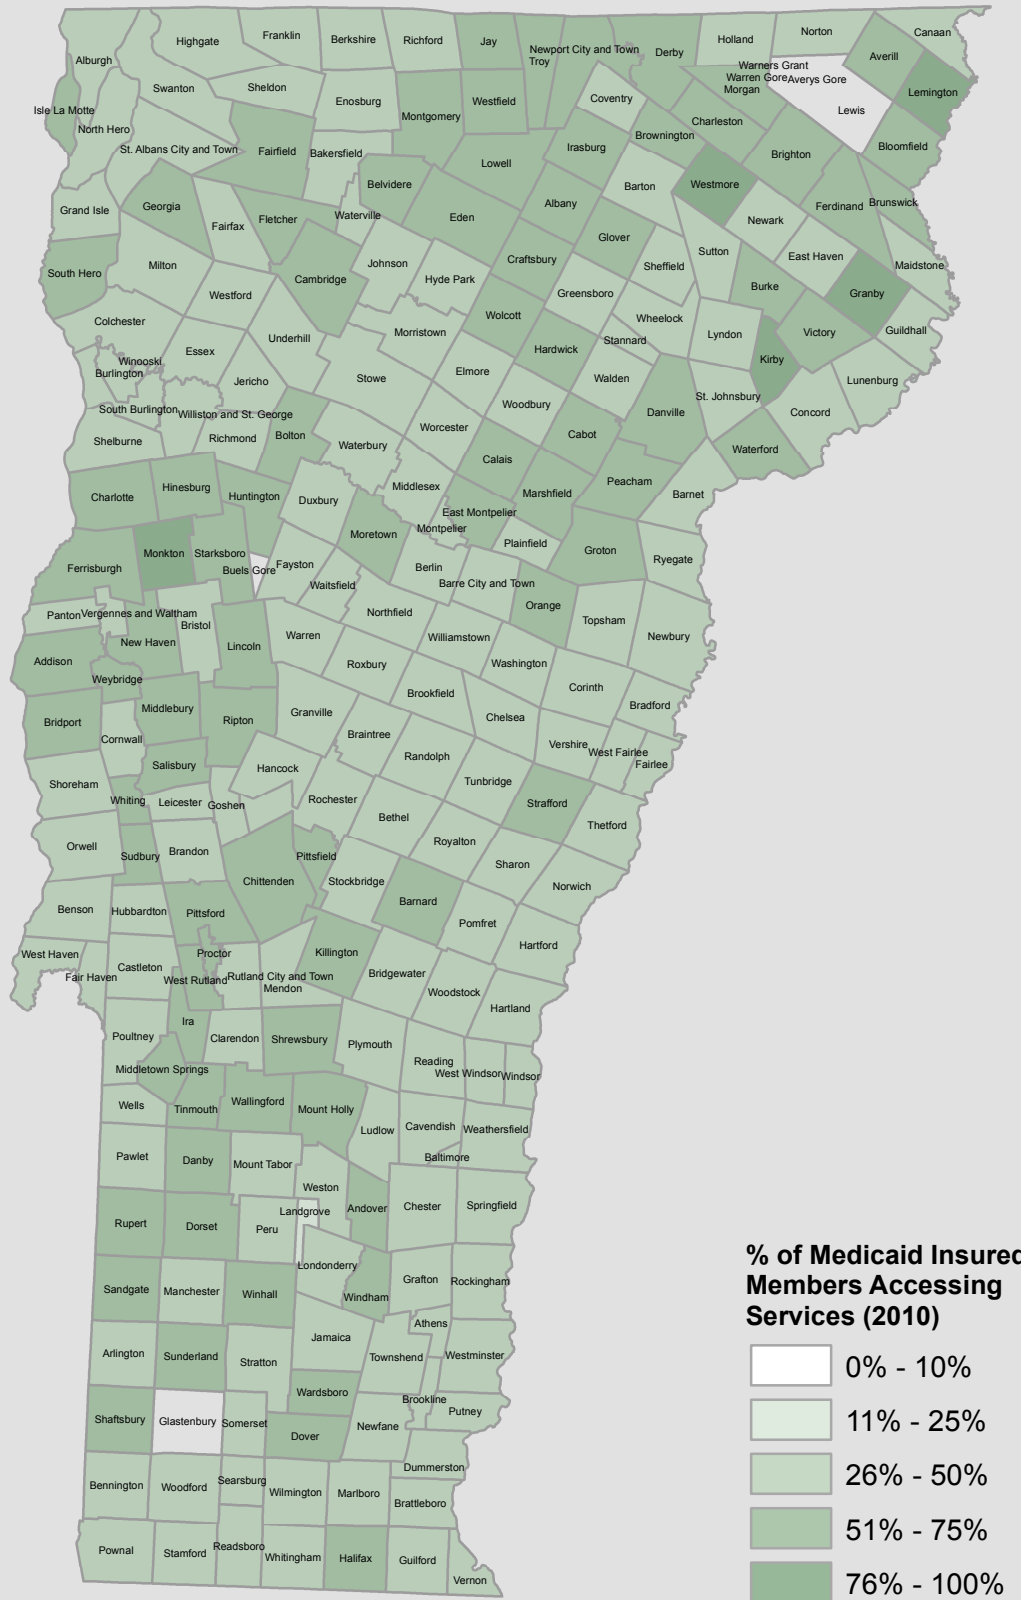 Highgate
Franklin
Berkshire
Richford
Jay
Newport City and Town
Troy
Derby
Holland
Norton
Canaan
Alburgh
Averill
Warners Grant
Warren Gore
Averys Gore
Morgan
Swanton
Sheldon
Enosburg
Westfield
Coventry
Lemington
Isle La Motte
Montgomery
Lewis
North Hero
Charleston
Brownington
St. Albans City and Town
Fairfield
Bakersfield
Lowell
Irasburg
Brighton
Bloomfield
Belvidere
Barton
Westmore
Grand Isle
Georgia
Fletcher
Waterville
Eden
Albany
Newark
Ferdinand
Brunswick
Fairfax
Glover
Sutton
East Haven
South Hero
Milton
Cambridge
Johnson
Hyde Park
Craftsbury
Sheffield
Maidstone
Westford
Greensboro
Burke
Granby
Colchester
Underhill
Morristown
Wolcott
Wheelock
Lyndon
Victory
Guildhall
Stannard
Winooski
Essex
Hardwick
Kirby
Burlington
Jericho
Stowe
Elmore
Walden
Lunenburg
St. Johnsbury
South Burlington
Williston and St. George
Woodbury
Danville
Concord
Shelburne
Richmond
Bolton
Waterbury
Worcester
Cabot
Waterford
Calais
Charlotte
Hinesburg
Huntington
Duxbury
Middlesex
Marshfield
Peacham
Barnet
East Montpelier
Montpelier
Moretown
Plainfield
Monkton
Starksboro
Groton
Ryegate
Ferrisburgh
Buels Gore
Fayston
Berlin
Waitsfield
Barre City and Town
Panton
Vergennes and Waltham
Bristol
Northfield
Orange
Topsham
New Haven
Lincoln
Warren
Williamstown
Newbury
Addison
Roxbury
Washington
Weybridge
Corinth
Brookfield
Middlebury
Bradford
Bridport
Ripton
Granville
Chelsea
Cornwall
Braintree
Vershire
West Fairlee
Fairlee
Salisbury
Hancock
Randolph
Tunbridge
Shoreham
Whiting
Leicester
Goshen
Rochester
Strafford
Bethel
Thetford
Orwell
Sudbury
Brandon
Pittsfield
Royalton
Sharon
Chittenden
Stockbridge
Norwich
Benson
Hubbardton
Pittsford
Barnard
Pomfret
Hartford
West Haven
Fair Haven
Castleton
Proctor
West Rutland
Rutland City and Town
Mendon
Killington
Bridgewater
Woodstock
Hartland
Ira
Poultney
Clarendon
Shrewsbury
Plymouth
Reading
West Windsor
Windsor
Middletown Springs
Wells
Tinmouth
Wallingford
Mount Holly
Ludlow
Cavendish
Weathersfield
Baltimore
Pawlet
Danby
Mount Tabor
Weston
Landgrove
Andover
Chester
Springfield
Rupert
Dorset
Peru
Londonderry
Sandgate
Manchester
Winhall
Windham
Grafton
Rockingham
Athens
Arlington
Sunderland
Stratton
Jamaica
Townshend
Westminster
Wardsboro
Brookline
Shaftsbury
Glastenbury
Somerset
Dover
Newfane
Putney
Dummerston
Bennington
Woodford
Searsburg
Wilmington
Marlboro
Brattleboro
Pownal
Stamford
Readsboro
Whitingham
Halifax
Guilford
Vernon
% of Medicaid Insured
Members Accessing
Services (2010)
0% - 10%
11% - 25%
26% - 50%
51% - 75%
76% - 100%